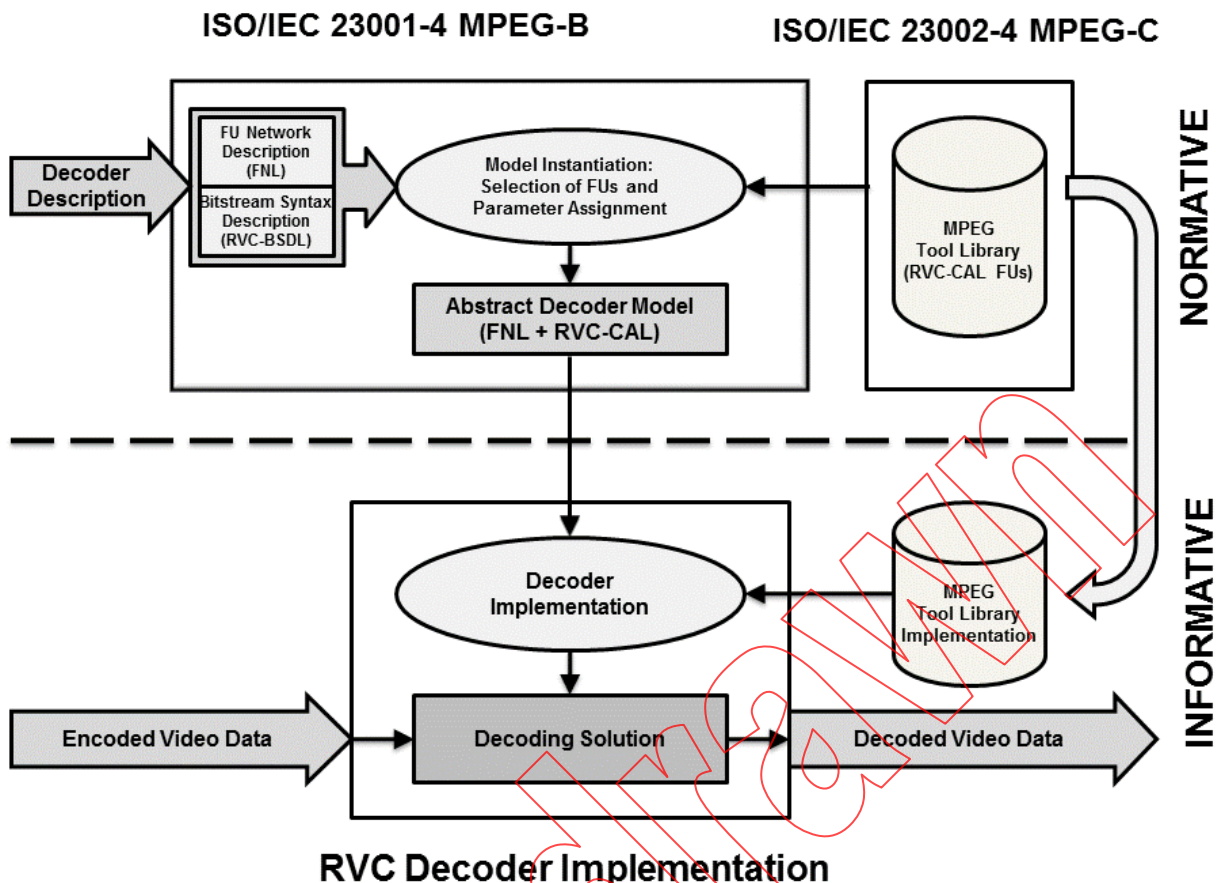 ISO/IEC 23001-4 MPEG-B
ISO/IEC 23002-4 MPEG-C
Decoder
Description
FU Network
Description
(FNL)
Bitstream Syntax
Description
(RVC-BSDL)
Model Instantiation:
Selection of FUs and
Parameter Assignment
Abstract Decoder Model
(FNL + RVC-CAL)
MPEG
Tool Library
(RVC-CAL FUs)
NORMATIVE
Decoder
Implementation
MPEG
Tool Library
Implementation
INFORMATIVE
Encoded Video Data
Decoding Solution
Decoded Video Data
RVC Decoder Implementation